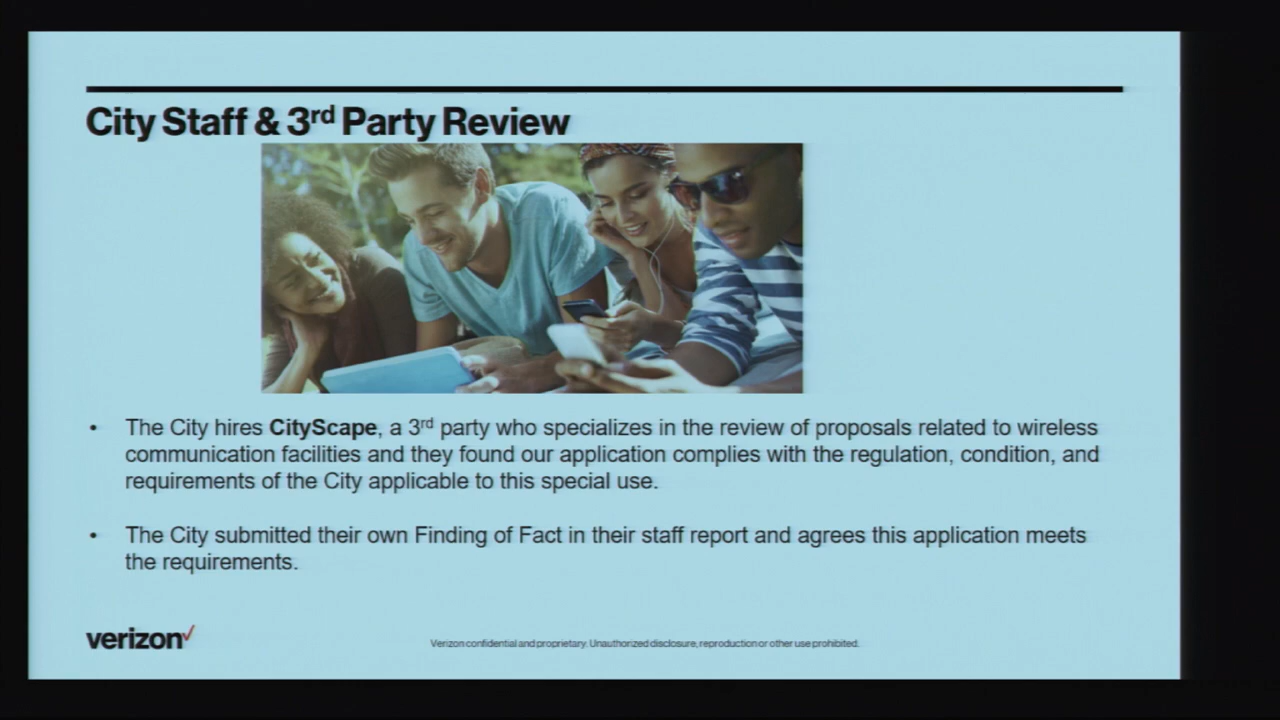 City Staff & 3rd Party Review
• The City hires CityScape, a 3rd party who specializes in the review of proposals related to wireless
communication facilities and they found our application complies with the regulation, condition, and
requirements of the City applicable to this special use.
• The City submitted their own Finding of Fact in their staff report and agrees this application meets
the requirements.
verizon✓
Verizon confidential and proprietary. Unauthorized disclosure, reproduction or other use prohibited.